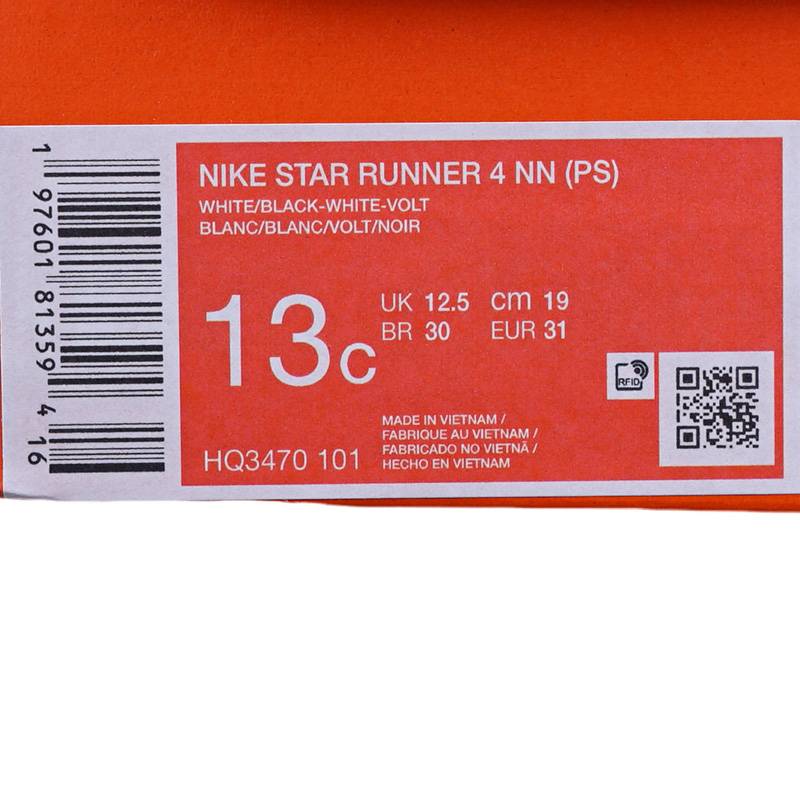 1 97601 81359 4 16
NIKE STAR RUNNER 4 NN (PS)
WHITE/BLACK-WHITE-VOLT
BLANC/BLANC/VOLT/NOIR
13C
UK 12.5 cm 19
BR 30 EUR 31
RFID
HQ3470 101
MADE IN VIETNAM /
FABRIQUE AU VIETNAM /
FABRICADO NO VIETNÃ /
HECHO EN VIETNAM